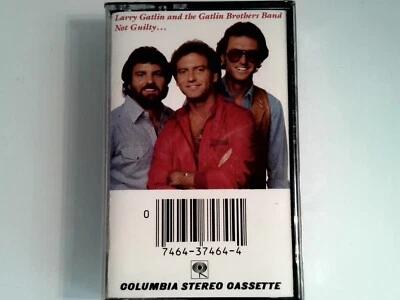 Larry Gatlin and the Gatlin Brothers Band
Not Guilty...
0
7464-37464-4
COLUMBIA STEREO CASSETTE